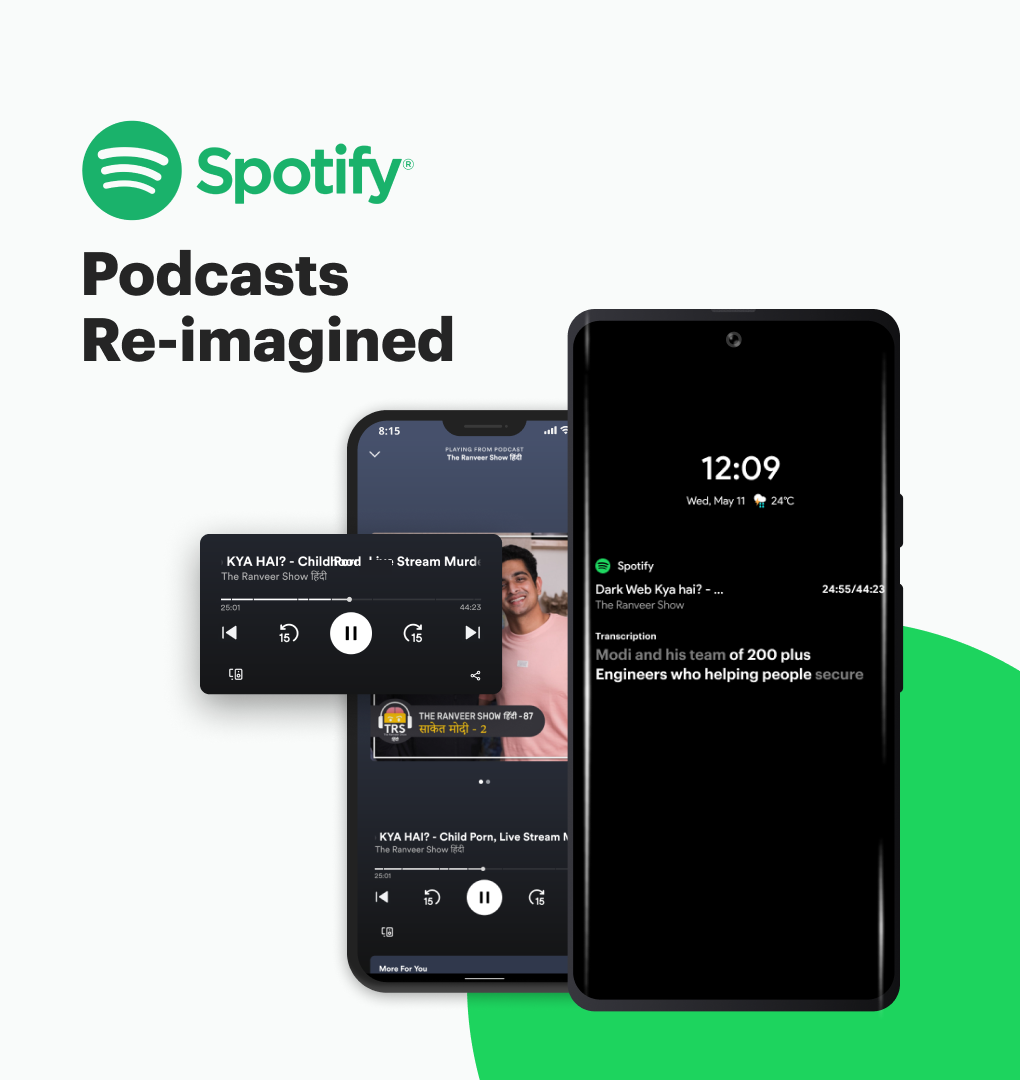 Spotify®
Podcasts
Re-imagined
8:15
PLAYING FROM PODCAST
The Ranveer Show हिंदी
KYA HAI? - Child Live Stream Murd
The Ranveer Show हिंदी
25:01 44:23
15 15
TRS
THE RANVEER SHOW हिंदी -87
साकेत मोदी - 2
KYA HAI? - Child Porn, Live Stream M
The Ranveer Show हिंदी
25:01
15 15
More For You
12:09
Wed, May 11 24°C
Spotify
Dark Web Kya hai? - ... 24:55/44:23
The Ranveer Show
Transcription
Modi and his team of 200 plus
Engineers who helping people secure